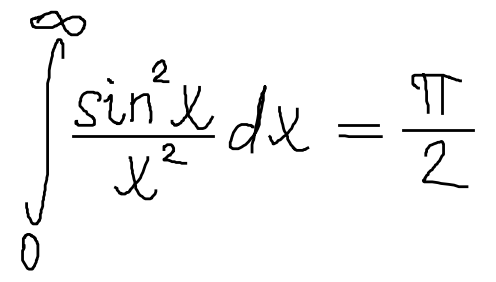 ∫₀^∞ sin²x/x² dx = π/2